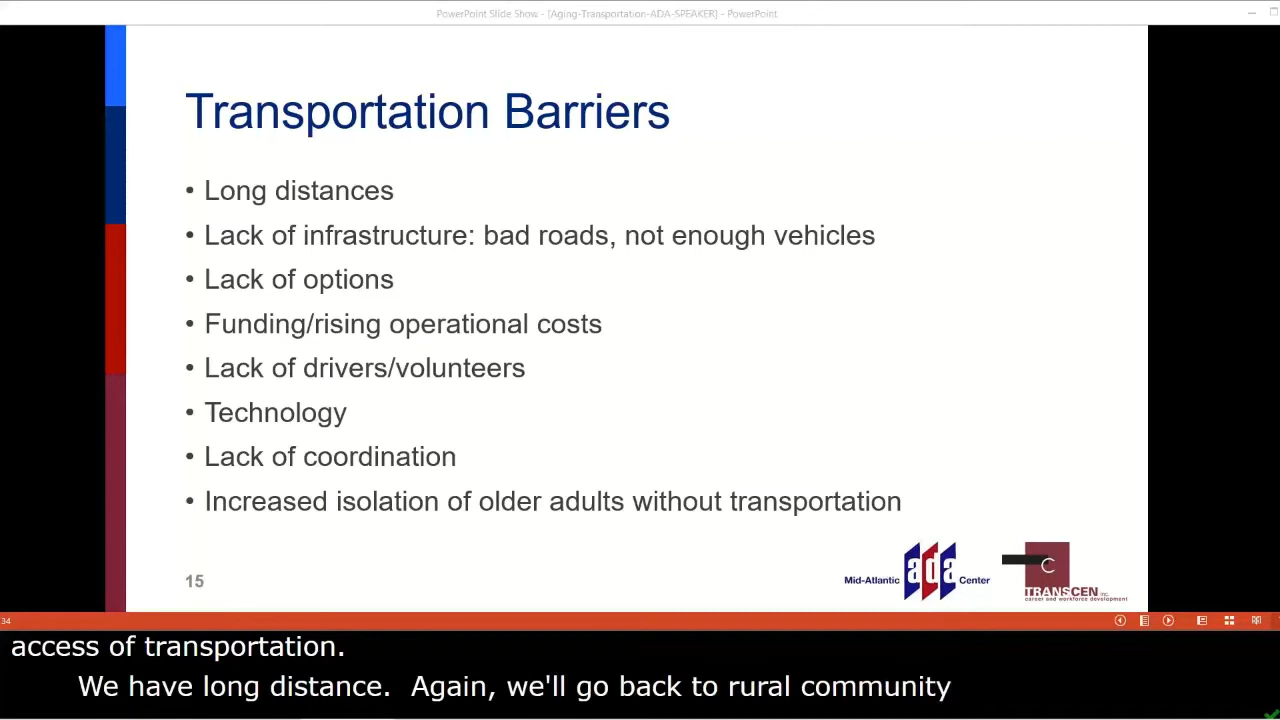 PowerPoint Slide Show - [Aging-Transportation-ADA-SPEAKER] - PowerPoint
Transportation Barriers
• Long distances
• Lack of infrastructure: bad roads, not enough vehicles
• Lack of options
• Funding/rising operational costs
• Lack of drivers/volunteers
• Technology
• Lack of coordination
• Increased isolation of older adults without transportation
15
Mid-Atlantic ada Center
C
TRANSCEN inc.
career and workforce development
34
access of transportation.
We have long distance. Again, we'll go back to rural community